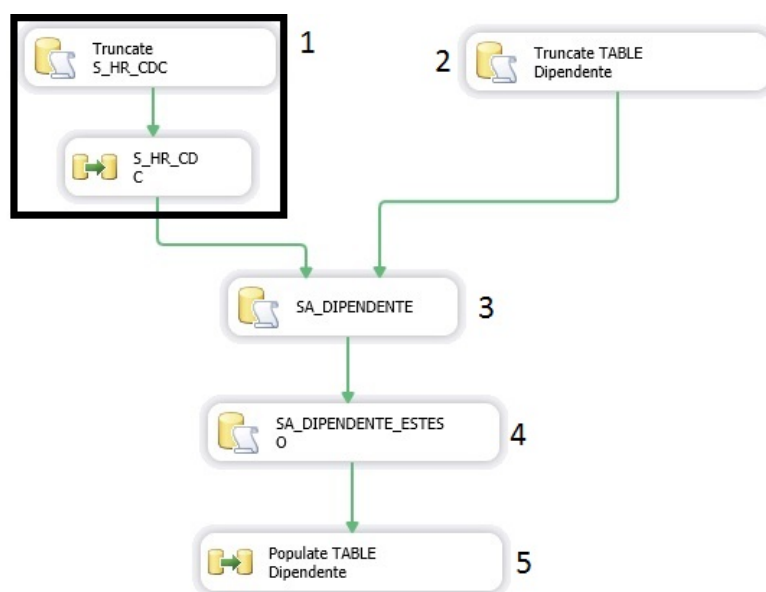 Truncate
S_HR_CDC
1
2
Truncate TABLE
Dipendente
S_HR_CD
C
SA_DIPENDENTE
3
SA_DIPENDENTE_ESTES
O
4
Populate TABLE
Dipendente
5